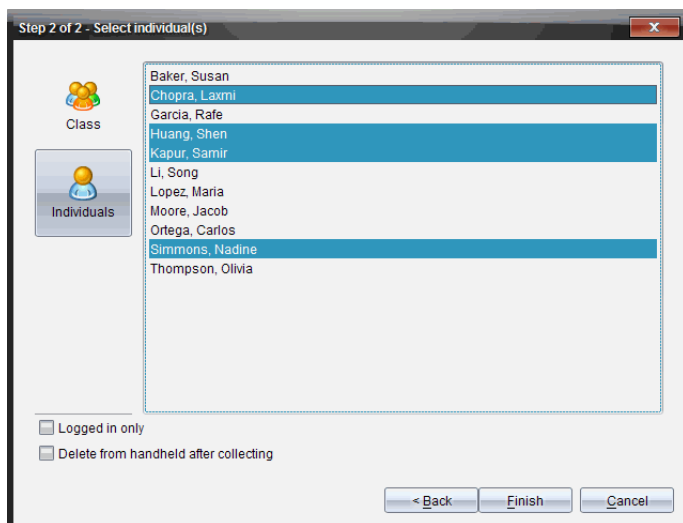 Step 2 of 2 - Select individual(s)
Class
Individuals
Baker, Susan
Chopra, Laxmi
Garcia, Rafe
Huang, Shen
Kapur, Samir
Li, Song
Lopez, Maria
Moore, Jacob
Ortega, Carlos
Simmons, Nadine
Thompson, Olivia
Logged in only
Delete from handheld after collecting
< Back Finish Cancel